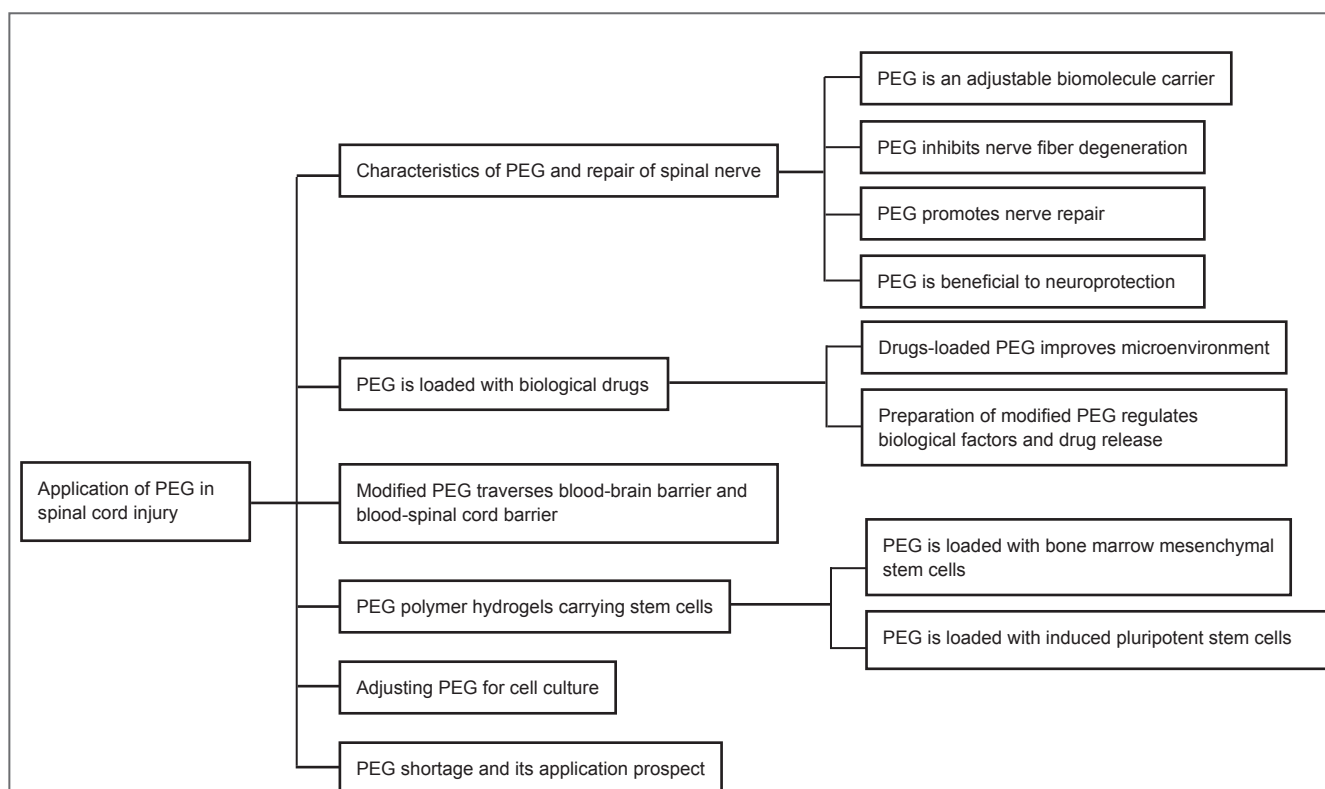 Application of PEG in
spinal cord injury
Characteristics of PEG and repair of spinal nerve
PEG is an adjustable biomolecule carrier
PEG inhibits nerve fiber degeneration
PEG promotes nerve repair
PEG is beneficial to neuroprotection
PEG is loaded with biological drugs
Drugs-loaded PEG improves microenvironment
Preparation of modified PEG regulates
biological factors and drug release
Modified PEG traverses blood-brain barrier and
blood-spinal cord barrier
PEG polymer hydrogels carrying stem cells
PEG is loaded with bone marrow mesenchymal
stem cells
PEG is loaded with induced pluripotent stem cells
Adjusting PEG for cell culture
PEG shortage and its application prospect